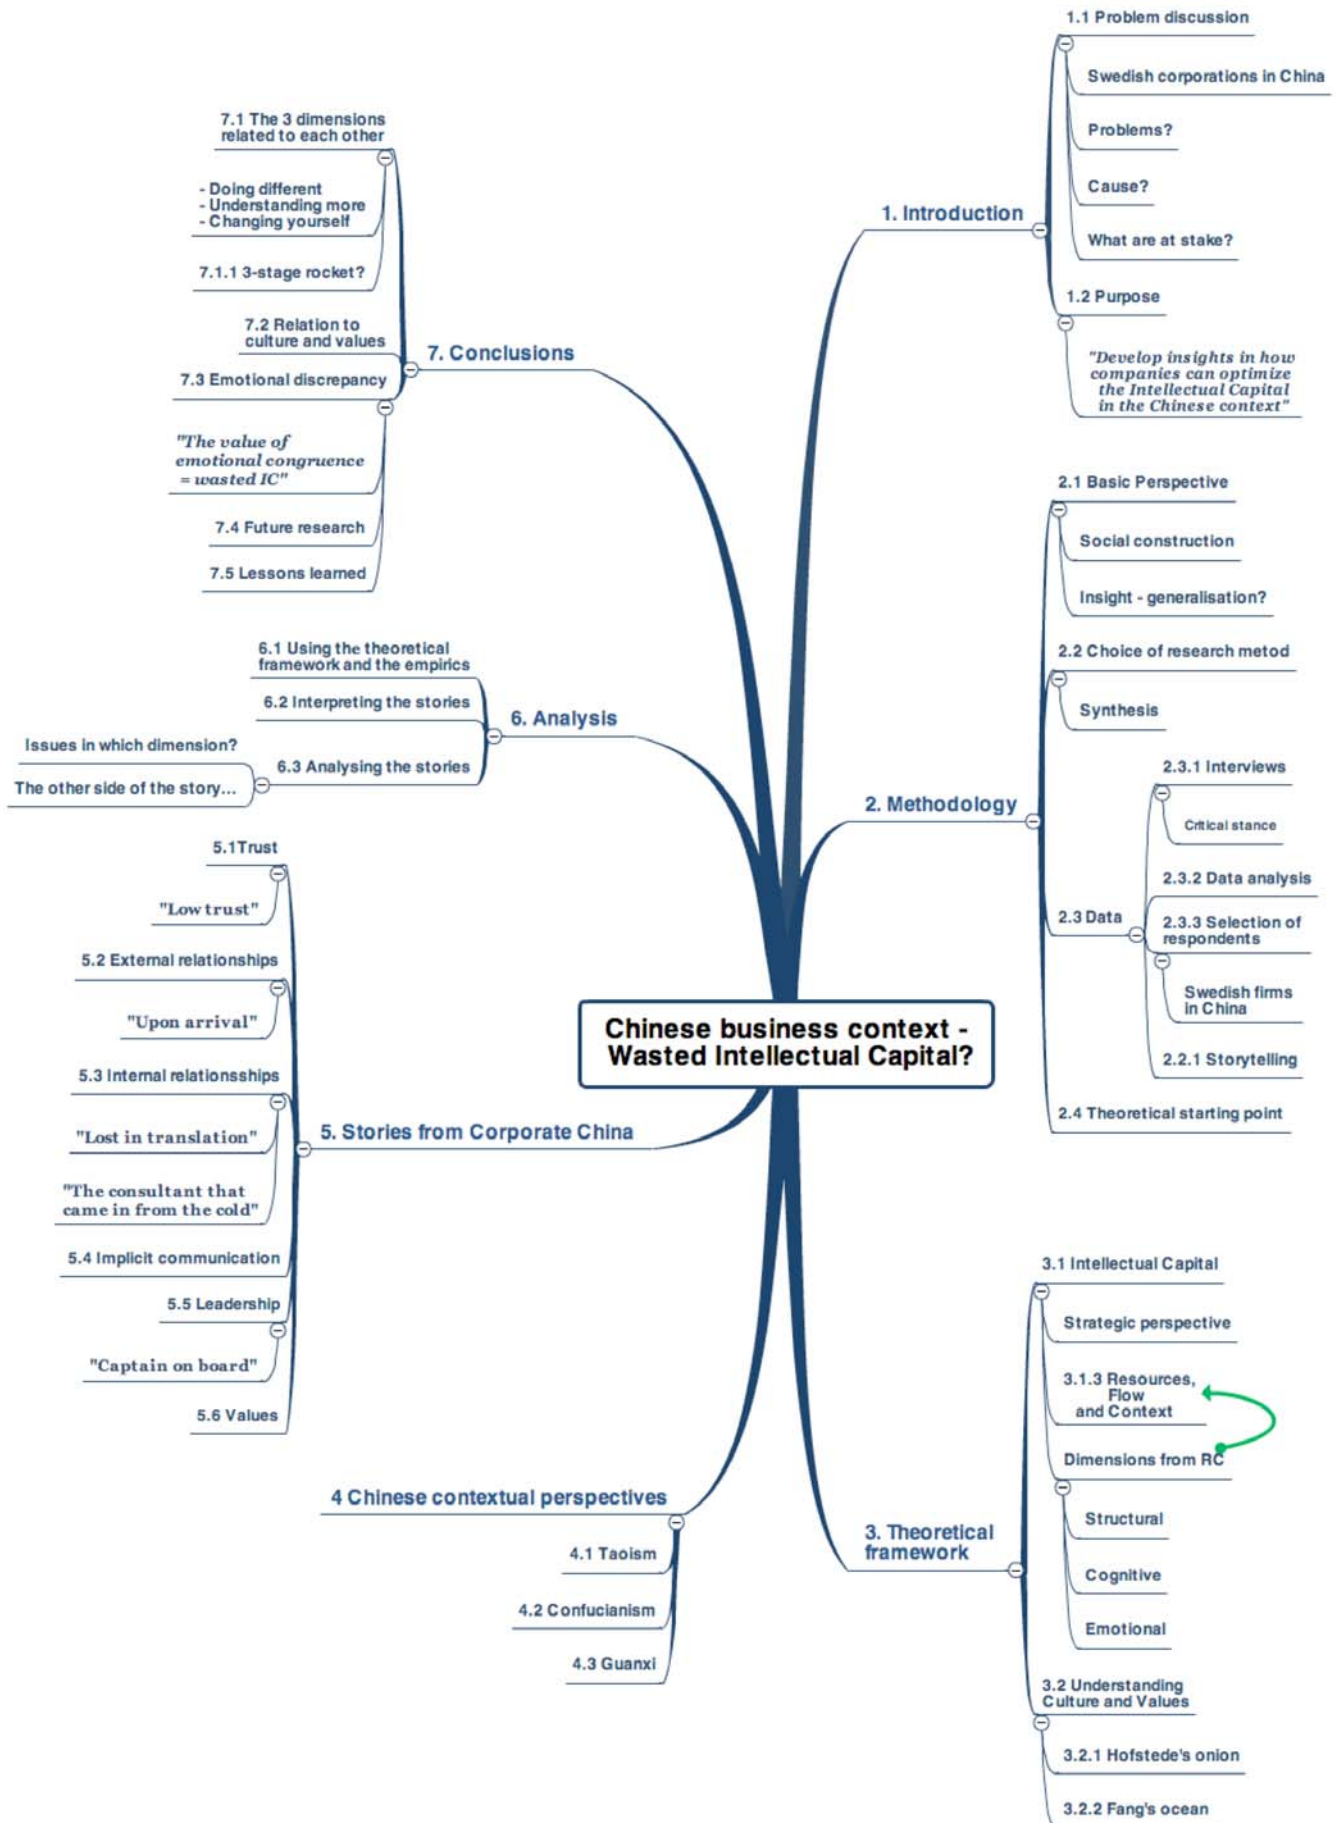 Chinese business context -
Wasted Intellectual Capital?
1. Introduction
1.1 Problem discussion
Swedish corporations in China
Problems?
Cause?
What are at stake?
1.2 Purpose
"Develop insights in how
companies can optimize
the Intellectual Capital
in the Chinese context"
2. Methodology
2.1 Basic Perspective
Social construction
Insight - generalisation?
2.2 Choice of research metod
Synthesis
2.3 Data
2.3.1 Interviews
Critical stance
2.3.2 Data analysis
2.3.3 Selection of
respondents
Swedish firms
in China
2.2.1 Storytelling
2.4 Theoretical starting point
3. Theoretical
framework
3.1 Intellectual Capital
Strategic perspective
3.1.3 Resources,
Flow
and Context
Dimensions from RC
Structural
Cognitive
Emotional
3.2 Understanding
Culture and Values
3.2.1 Hofstede's onion
3.2.2 Fang's ocean
4 Chinese contextual perspectives
4.1 Taoism
4.2 Confucianism
4.3 Guanxi
5. Stories from Corporate China
5.1Trust
"Low trust"
5.2 External relationships
"Upon arrival"
5.3 Internal relationsships
"Lost in translation"
"The consultant that
came in from the cold"
5.4 Implicit communication
5.5 Leadership
"Captain on board"
5.6 Values
6. Analysis
6.1 Using the theoretical
framework and the empirics
6.2 Interpreting the stories
6.3 Analysing the stories
Issues in which dimension?
The other side of the story...
7. Conclusions
7.1 The 3 dimensions
related to each other
- Doing different
- Understanding more
- Changing yourself
7.1.1 3-stage rocket?
7.2 Relation to
culture and values
7.3 Emotional discrepancy
"The value of
emotional congruence
= wasted IC"
7.4 Future research
7.5 Lessons learned